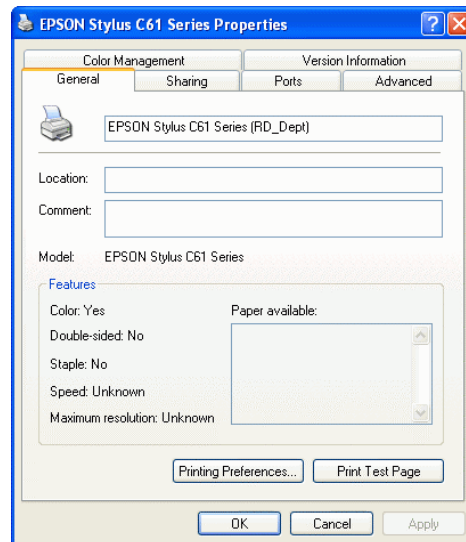 EPSON Stylus C61 Series Properties
Color Management Version Information
General Sharing Ports Advanced
EPSON Stylus C61 Series (RD_Dept)
Location:
Comment:
Model: EPSON Stylus C61 Series
Features
Color: Yes Paper available:
Double-sided: No
Staple: No
Speed: Unknown
Maximum resolution: Unknown
Printing Preferences... Print Test Page
OK Cancel Apply